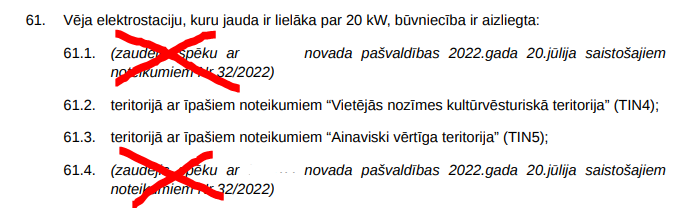 61. Vēja elektrostaciju, kuru jauda ir lielāka par 20 kW, būvniecība ir aizliegta:
61.1. (zaudējis spēku ar novada pašvaldības 2022.gada 20.jūlija saistošajiem
noteikumiem Nr.32/2022)
61.2. teritorijā ar īpašiem noteikumiem “Vietējās nozīmes kultūrvēsturiskā teritorija” (TIN4);
61.3. teritorijā ar īpašiem noteikumiem “Ainaviski vērtīga teritorija” (TIN5);
61.4. (zaudējis spēku ar novada pašvaldības 2022.gada 20.jūlija saistošajiem
noteikumiem Nr.32/2022)